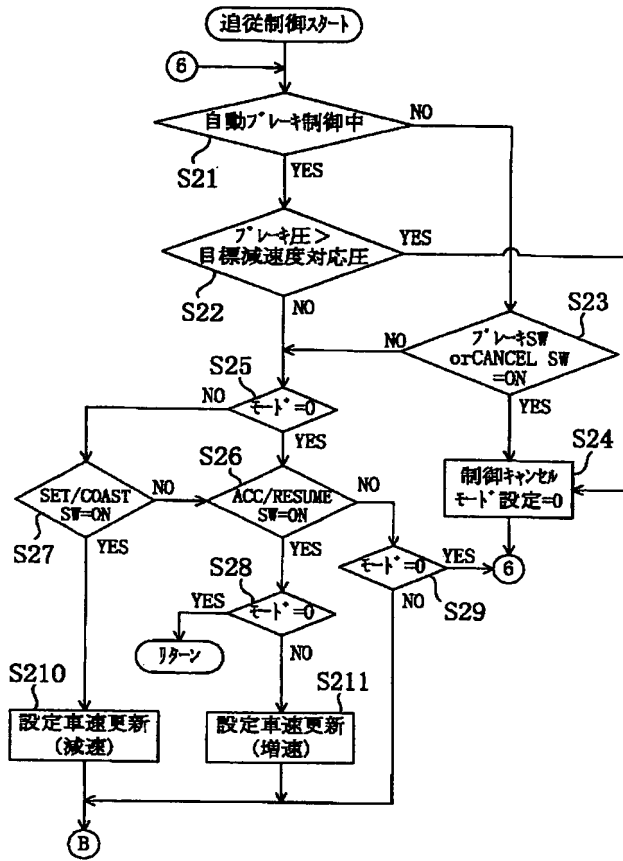 追従制御スタート
6
自動ブレーキ制御中
NO
S21
YES
ブレーキ圧>
目標減速度対応圧
YES
S22
NO
S23
ブレーキSW
orCANCEL SW
=ON
NO
YES
S25
NO
モード=0
YES
S24
制御キャンセル
モード設定=0
S26
SET/COAST
SW=ON
NO
ACC/RESUME
SW=ON
NO
S27
YES
YES
6
S28
モード=0
YES
S29
NO
YES
モード=0
NO
リターン
S210
設定車速更新
(減速)
S211
設定車速更新
(増速)
B